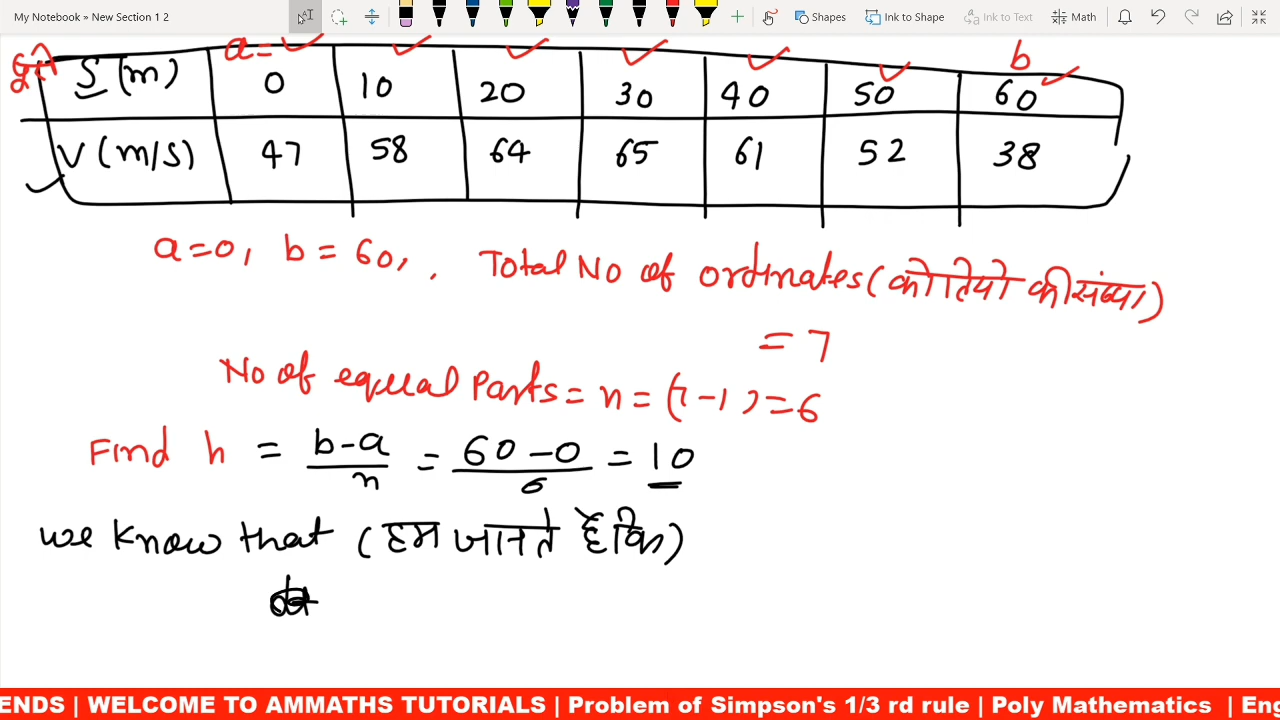 My Notebook » New Section 1 2
Shapes Ink to Shape Ink to Text Math
a= b
S (m) 0 10 20 30 40 50 60
V (m/s) 47 58 64 65 61 52 38
a=0, b = 60, . Total No of ordinates (कोटियो की संख्या)
= 7
No of equal Parts = n = (7-1) = 6
Find h = b-a/n = 60-0/6 = 10
we know that (हम जानते है कि)
ENDS | WELCOME TO AMMATHS TUTORIALS | Problem of Simpson's 1/3 rd rule | Poly Mathematics | Eng